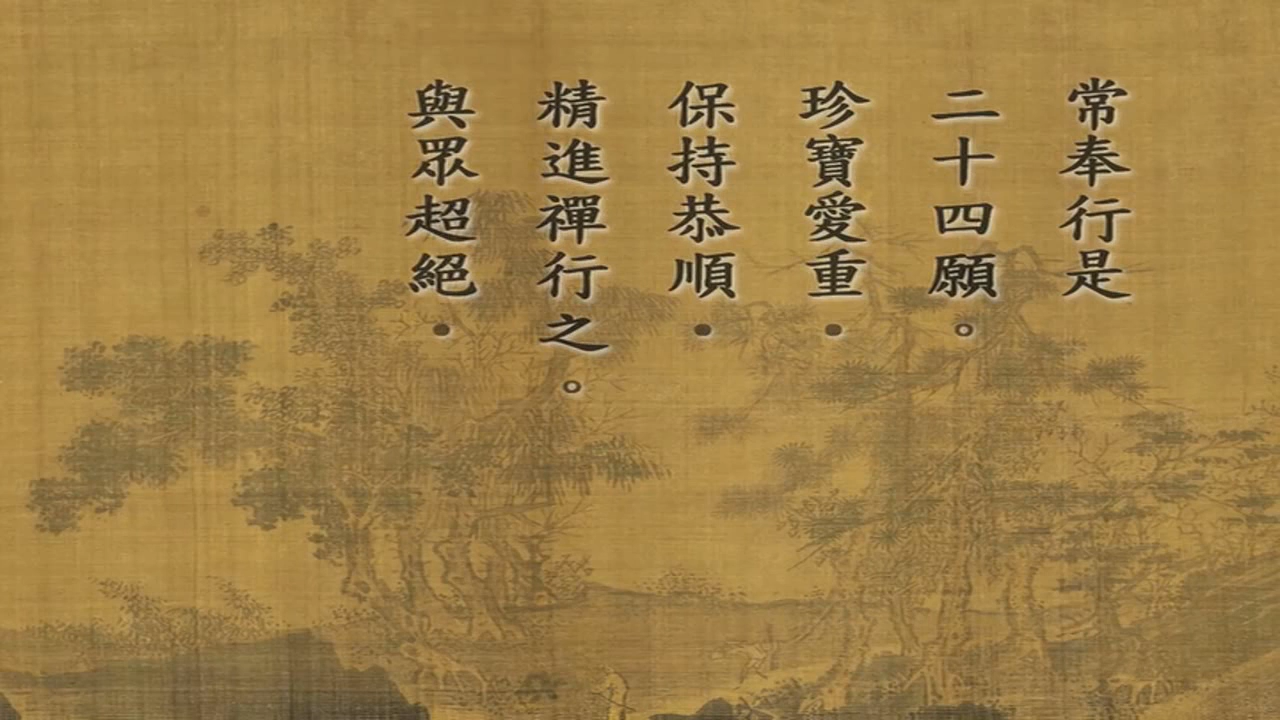 常奉行是
二十四願。
珍寶愛重•
保持恭順•
精進禪行之。
與眾超絕•